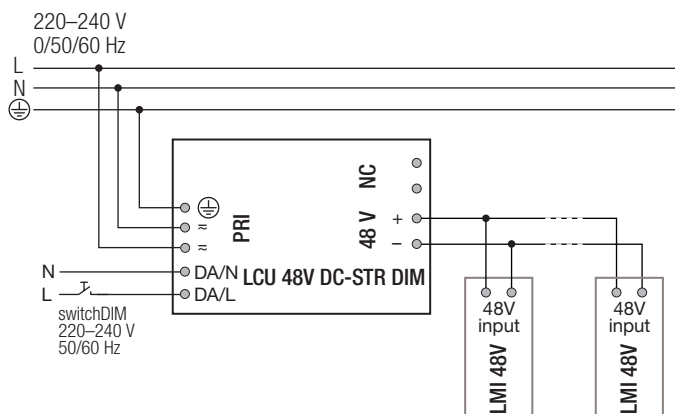 220–240 V
0/50/60 Hz
L
N
NC
PRI
≂
≂
48 V
+
−
N
DA/N
LCU 48V DC-STR DIM
L
DA/L
switchDIM
220–240 V
50/60 Hz
48V
input
LMI 48V
48V
input
LMI 48V